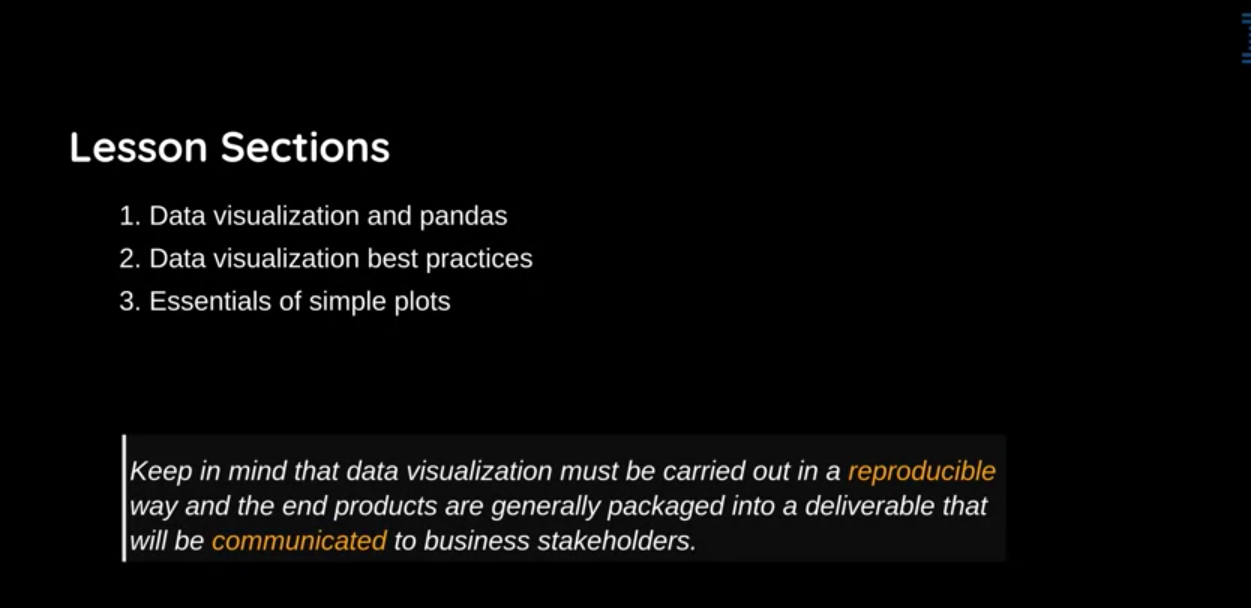 Lesson Sections
1. Data visualization and pandas
2. Data visualization best practices
3. Essentials of simple plots
Keep in mind that data visualization must be carried out in a reproducible
way and the end products are generally packaged into a deliverable that
will be communicated to business stakeholders.